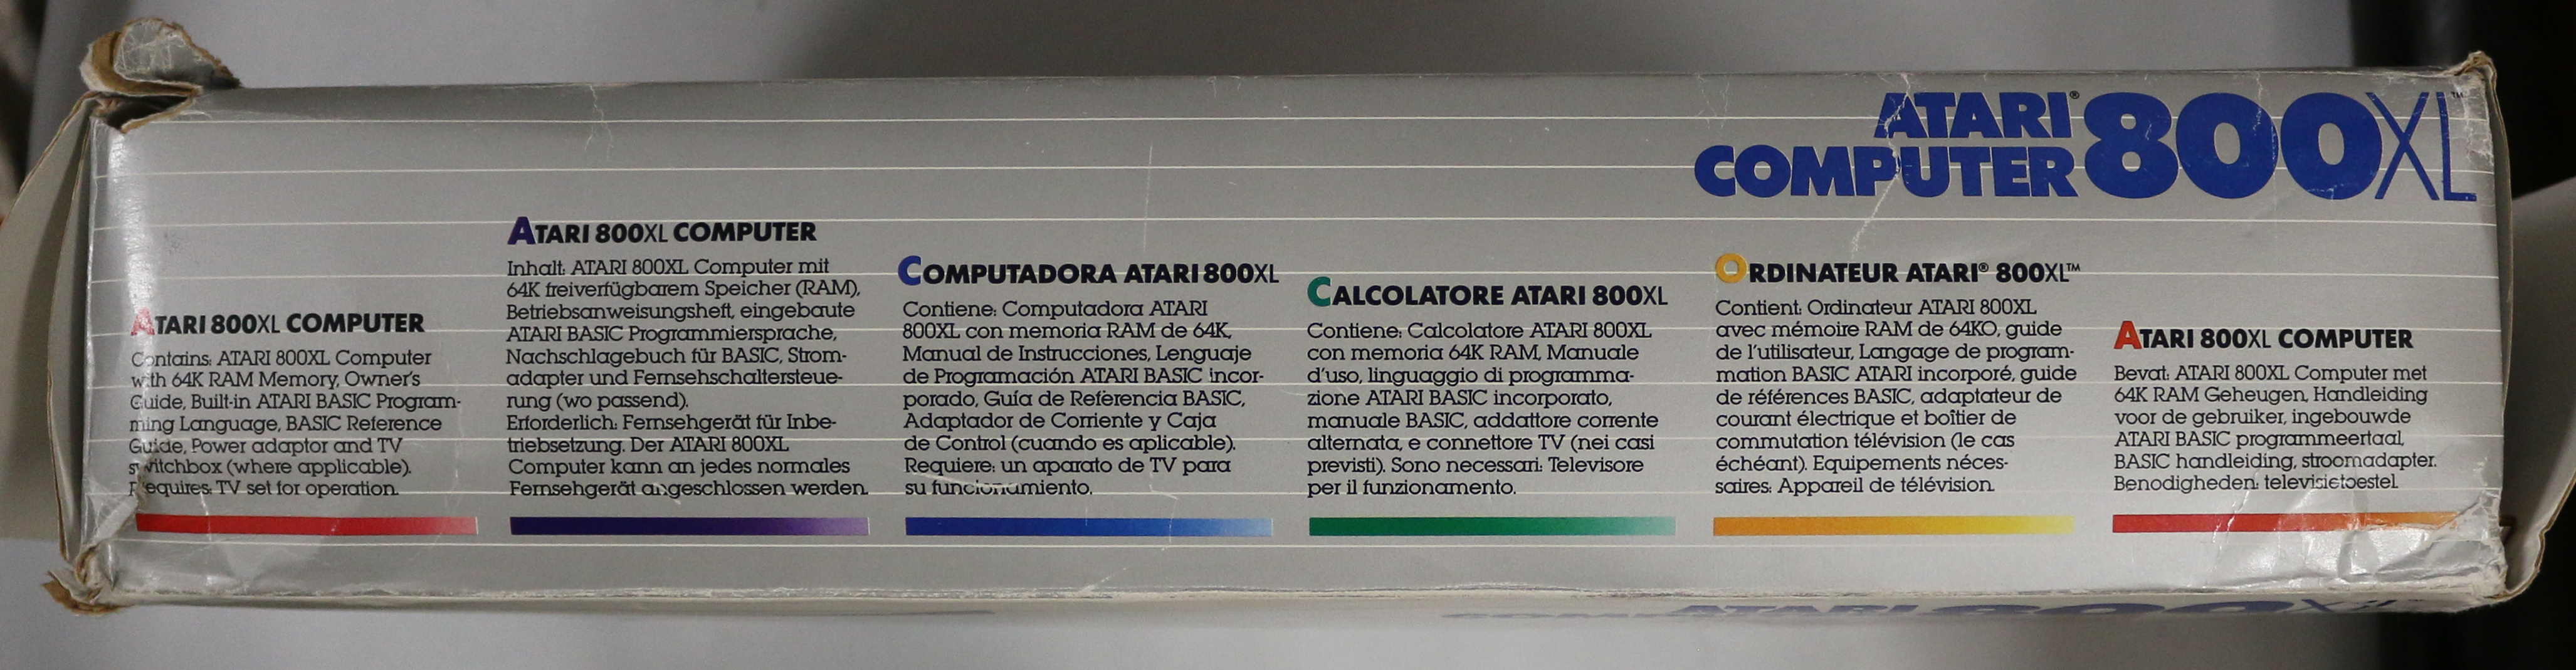 ATARI®
COMPUTER 800XL™
ATARI 800XL COMPUTER
Contains: ATARI 800XL Computer
with 64K RAM Memory, Owner's
Guide, Built-in ATARI BASIC Program-
ming Language, BASIC Reference
Guide, Power adaptor and TV
switchbox (where applicable).
Requires: TV set for operation.
ATARI 800XL COMPUTER
Inhalt: ATARI 800XL Computer mit
64K freiverfügbarem Speicher (RAM),
Betriebsanweisungsheft, eingebaute
ATARI BASIC Programmiersprache,
Nachschlagebuch für BASIC, Strom-
adapter und Fernsehschaltersteue-
rung (wo passend).
Erforderlich: Fernsehgerät für Inbe-
triebsetzung. Der ATARI 800XL
Computer kann an jedes normales
Fernsehgerät angeschlossen werden.
COMPUTADORA ATARI 800XL
Contiene: Computadora ATARI
800XL con memoria RAM de 64K,
Manual de Instrucciones, Lenguaje
de Programación ATARI BASIC incor-
porado, Guía de Referencia BASIC,
Adaptador de Corriente y Caja
de Control (cuando es aplicable).
Requiere: un aparato de TV para
su funcionamiento.
CALCOLATORE ATARI 800XL
Contiene: Calcolatore ATARI 800XL
con memoria 64K RAM, Manuale
d'uso, linguaggio di programma-
zione ATARI BASIC incorporato,
manuale BASIC, addattore corrente
alternata, e connettore TV (nei casi
previsti). Sono necessari: Televisore
per il funzionamento.
ORDINATEUR ATARI® 800XL™
Contient: Ordinateur ATARI 800XL
avec mémoire RAM de 64KO, guide
de l'utilisateur, Langage de program-
mation BASIC ATARI incorporé, guide
de références BASIC, adaptateur de
courant électrique et boîtier de
commutation télévision (le cas
échéant). Equipements néces-
saires: Appareil de télévision.
ATARI 800XL COMPUTER
Bevat: ATARI 800XL Computer met
64K RAM Geheugen, Handleiding
voor de gebruiker, ingebouwde
ATARI BASIC programmeertaal,
BASIC handleiding, stroomadapter.
Benodigheden: televisietoestel.
ATARI
COMPUTER 800XL